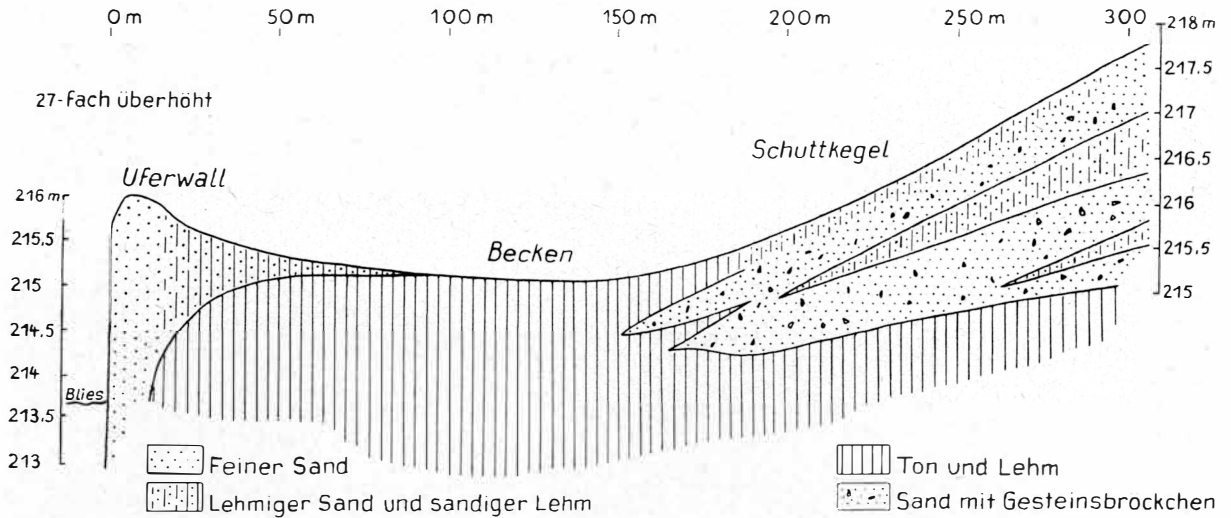 0 m 50 m 100 m 150 m 200 m 250 m 300
218 m
217.5
217
216,5
216
215.5
215
27-fach überhöht
Schuttkegel
Uferwall
Becken
216 m
215,5
215
214,5
214
Blies
213,5
213
Feiner Sand
Lehmiger Sand und sandiger Lehm
Ton und Lehm
Sand mit Gesteinsbröckchen